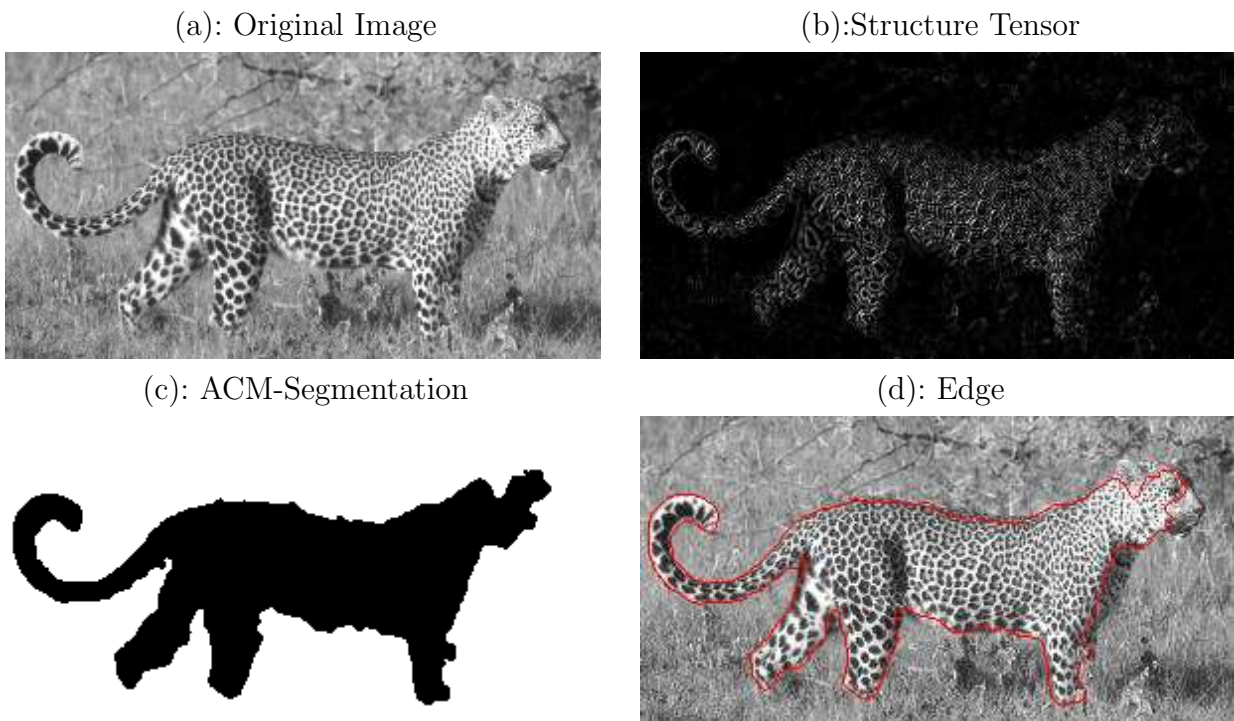 (a): Original Image
(b):Structure Tensor
(c): ACM-Segmentation
(d): Edge